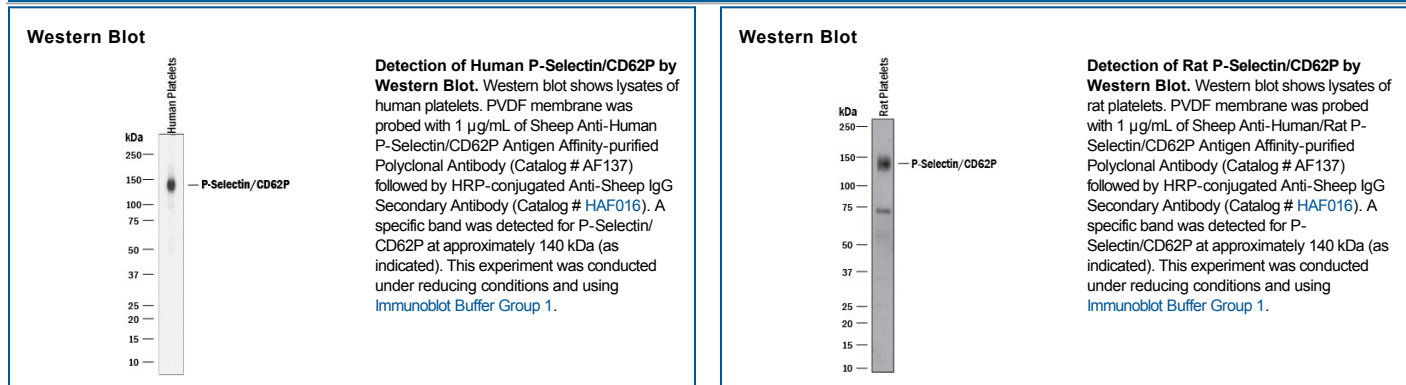 Western Blot
Human Platelets
kDa
250
150
100
75
50
37
25
20
15
10
P-Selectin/CD62P
Detection of Human P-Selectin/CD62P by
Western Blot. Western blot shows lysates of
human platelets. PVDF membrane was
probed with 1 µg/mL of Sheep Anti-Human
P-Selectin/CD62P Antigen Affinity-purified
Polyclonal Antibody (Catalog # AF137)
followed by HRP-conjugated Anti-Sheep IgG
Secondary Antibody (Catalog # HAF016). A
specific band was detected for P-Selectin/
CD62P at approximately 140 kDa (as
indicated). This experiment was conducted
under reducing conditions and using
Immunoblot Buffer Group 1.
Western Blot
Rat Platelets
kDa
250
150
100
75
50
37
25
20
15
10
P-Selectin/CD62P
Detection of Rat P-Selectin/CD62P by
Western Blot. Western blot shows lysates of
rat platelets. PVDF membrane was probed
with 1 µg/mL of Sheep Anti-Human/Rat P-
Selectin/CD62P Antigen Affinity-purified
Polyclonal Antibody (Catalog # AF137)
followed by HRP-conjugated Anti-Sheep IgG
Secondary Antibody (Catalog # HAF016). A
specific band was detected for P-
Selectin/CD62P at approximately 140 kDa (as
indicated). This experiment was conducted
under reducing conditions and using
Immunoblot Buffer Group 1.